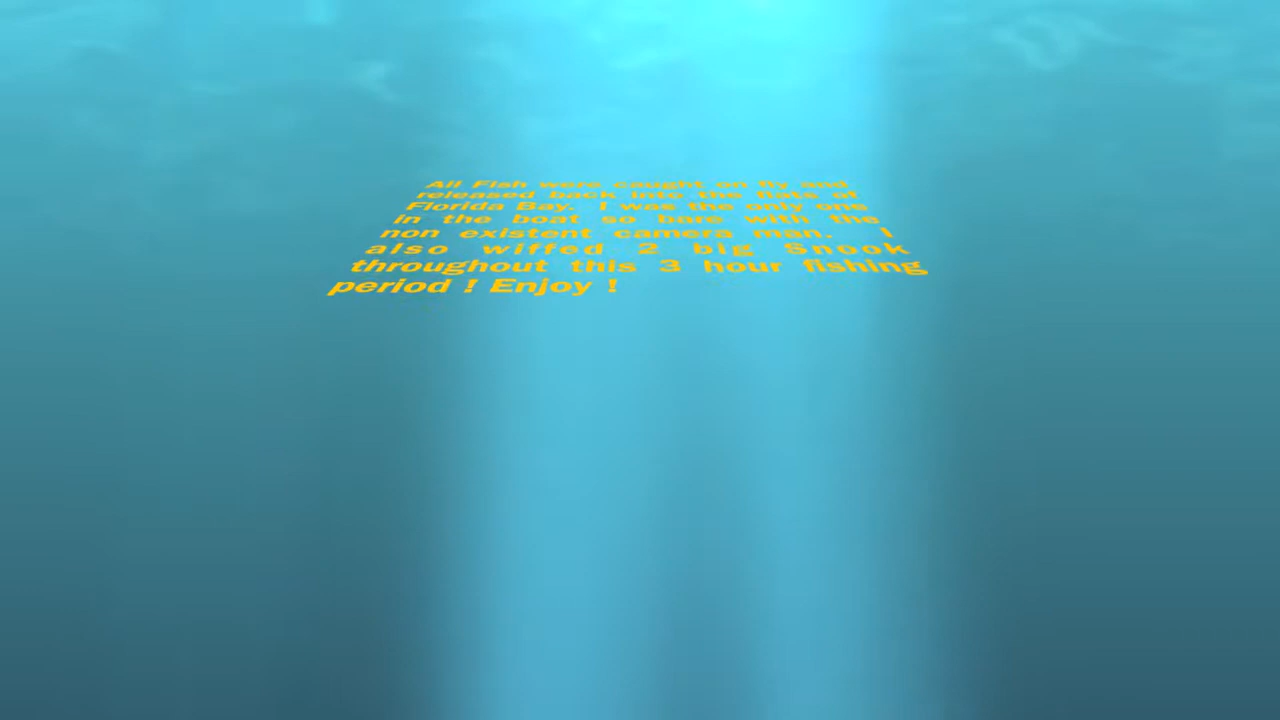 All Fish were caught on fly and
released back into the flats of
Florida Bay. I was the only one
in the boat so bare with the
non existent camera man. I
also wiffed 2 big Snook
throughout this 3 hour fishing
period ! Enjoy !